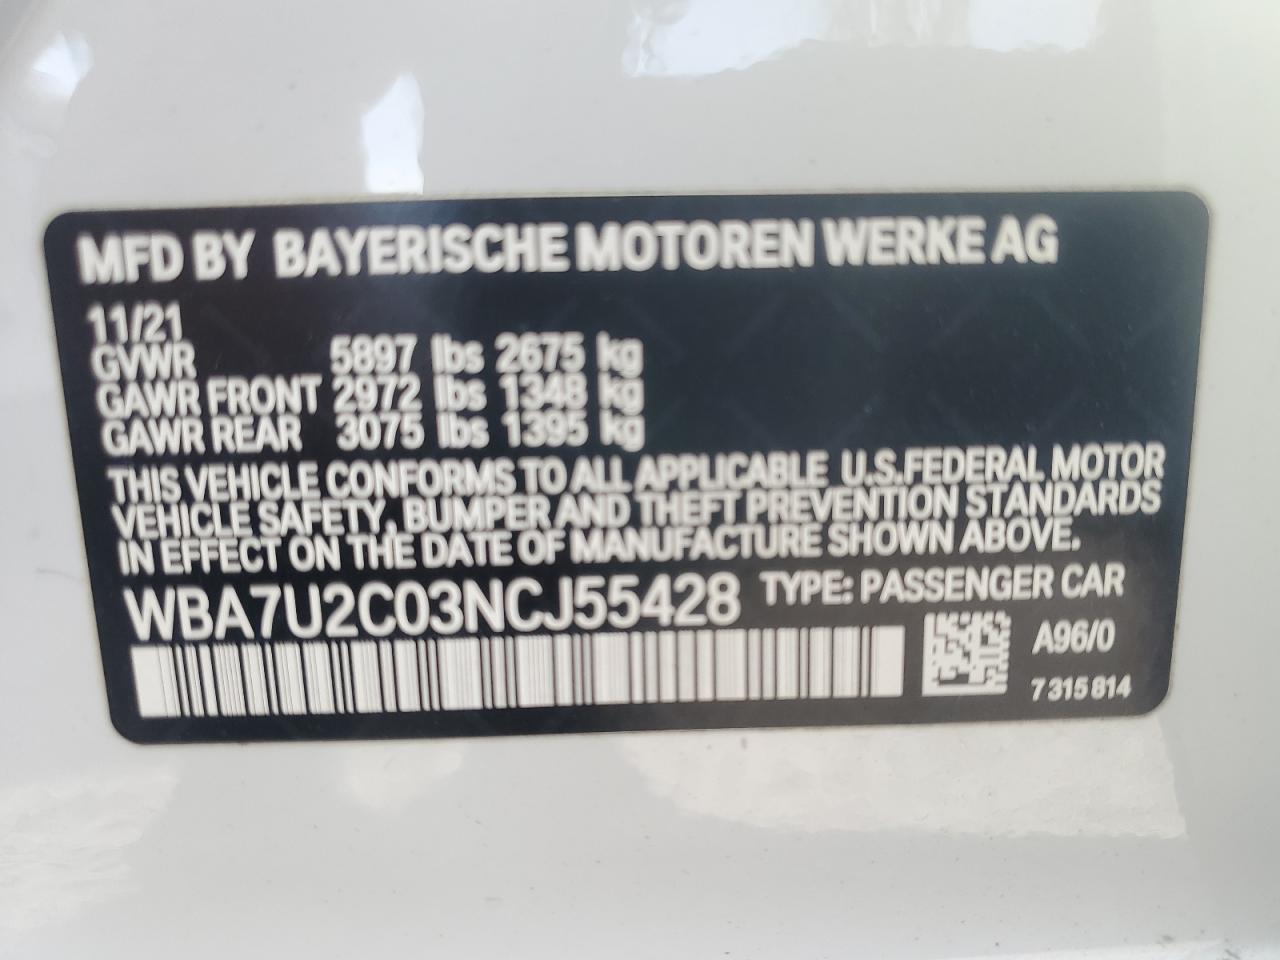 MFD BY BAYERISCHE MOTOREN WERKE AG
11/21
GVWR 5897 lbs 2675 kg
GAWR FRONT 2972 lbs 1348 kg
GAWR REAR 3075 lbs 1395 kg
THIS VEHICLE CONFORMS TO ALL APPLICABLE U.S.FEDERAL MOTOR
VEHICLE SAFETY, BUMPER AND THEFT PREVENTION STANDARDS
IN EFFECT ON THE DATE OF MANUFACTURE SHOWN ABOVE.
WBA7U2C03NCJ55428 TYPE: PASSENGER CAR
A96/0
7 315 814